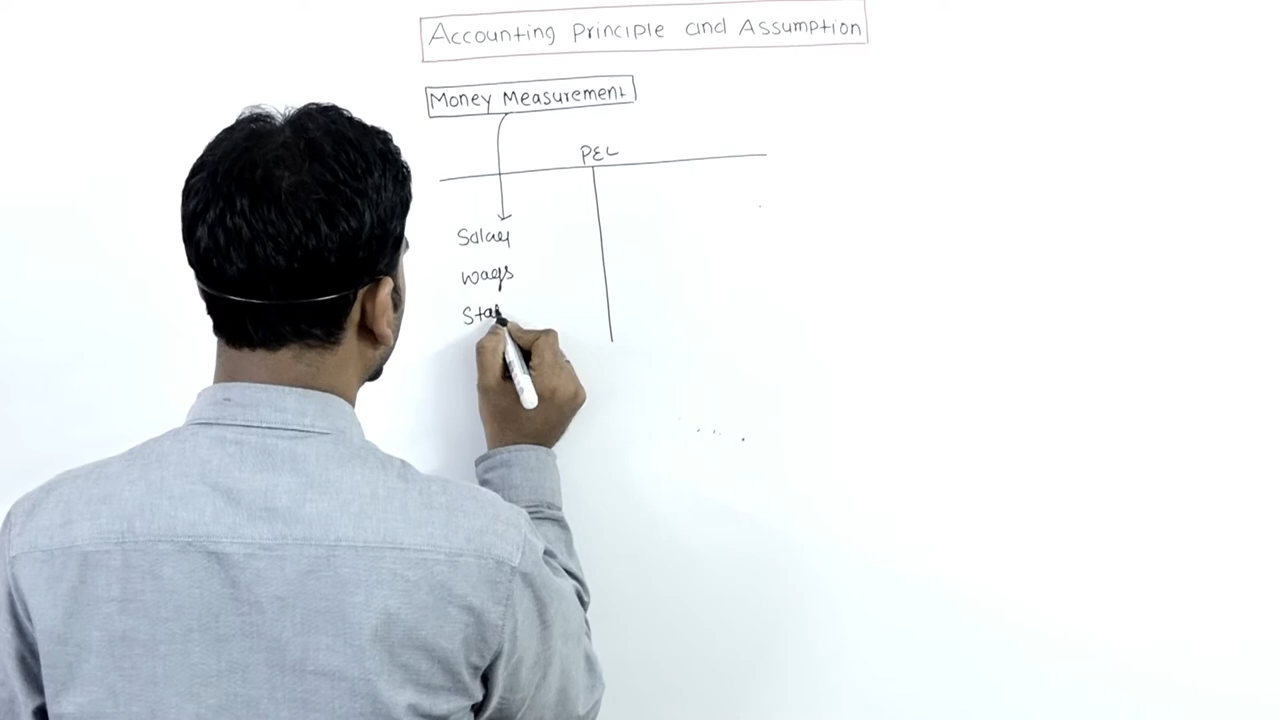 Accounting Principle and Assumption
Money Measurement
P&L
Salary
wages
Sta